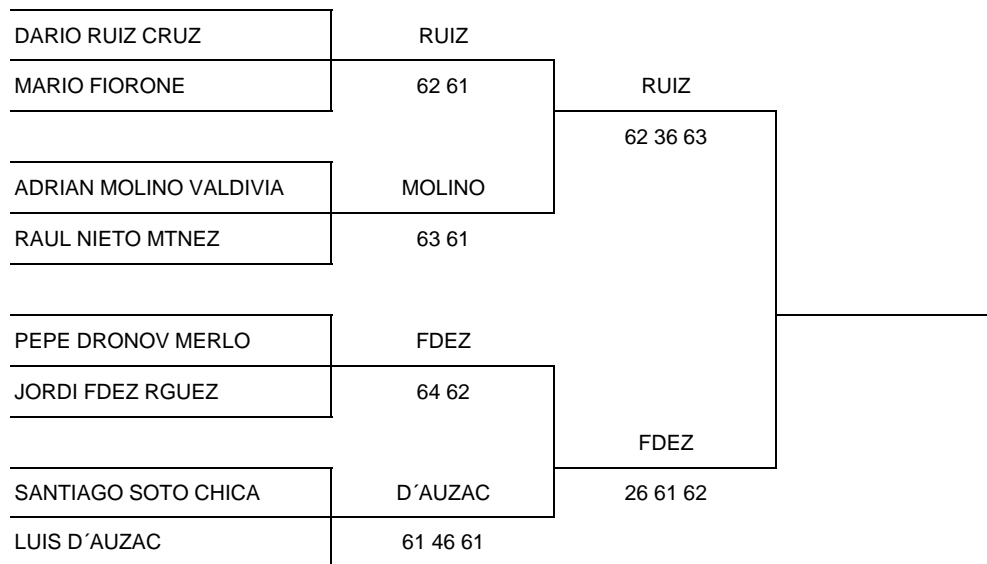 DARIO RUIZ CRUZ
RUIZ
MARIO FIORONE
62 61
RUIZ
62 36 63
ADRIAN MOLINO VALDIVIA
MOLINO
RAUL NIETO MTNEZ
63 61
PEPE DRONOV MERLO
FDEZ
JORDI FDEZ RGUEZ
64 62
FDEZ
SANTIAGO SOTO CHICA
D´AUZAC
26 61 62
LUIS D´AUZAC
61 46 61